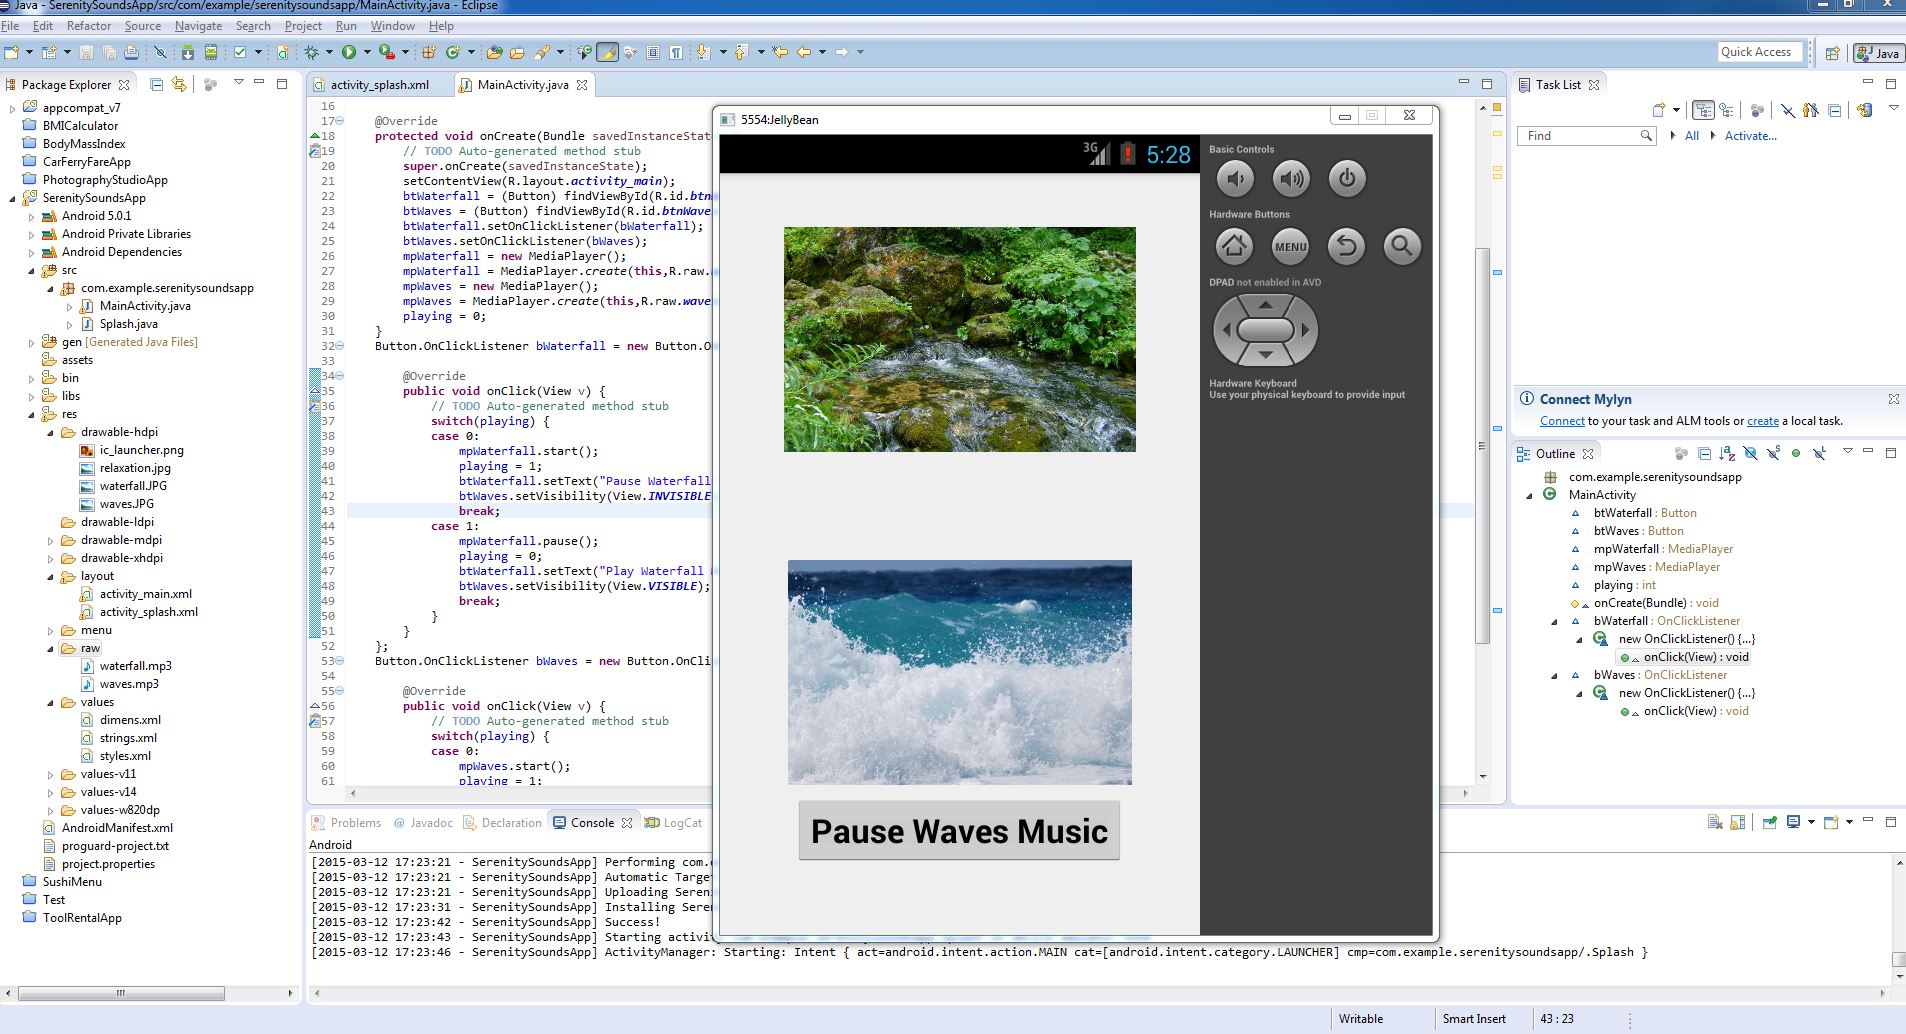 Java - SerenitySoundsApp/src/com/example/serenitysoundsapp/MainActivity.java - Eclipse
File Edit Refactor Source Navigate Search Project Run Window Help
Quick Access
Java
Package Explorer
appcompat_v7
BMICalculator
BodyMassIndex
CarFerryFareApp
PhotographyStudioApp
SerenitySoundsApp
Android 5.0.1
Android Private Libraries
Android Dependencies
src
com.example.serenitysoundsapp
MainActivity.java
Splash.java
gen [Generated Java Files]
assets
bin
libs
res
drawable-hdpi
ic_launcher.png
relaxation.jpg
waterfall.JPG
waves.JPG
drawable-ldpi
drawable-mdpi
drawable-xhdpi
layout
activity_main.xml
activity_splash.xml
menu
raw
waterfall.mp3
waves.mp3
values
dimens.xml
strings.xml
styles.xml
values-v11
values-v14
values-w820dp
AndroidManifest.xml
proguard-project.txt
project.properties
SushiMenu
Test
ToolRentalApp
activity_splash.xml
MainActivity.java
16
17 @Override
18 protected void onCreate(Bundle savedInstanceState
19 // TODO Auto-generated method stub
20 super.onCreate(savedInstanceState);
21 setContentView(R.layout.activity_main);
22 btWaterfall = (Button) findViewById(R.id.btn
23 btWaves = (Button) findViewById(R.id.btnWave
24 btWaterfall.setOnClickListener(bWaterfall);
25 btWaves.setOnClickListener(bWaves);
26 mpWaterfall = new MediaPlayer();
27 mpWaterfall = MediaPlayer.create(this,R.raw.
28 mpWaves = new MediaPlayer();
29 mpWaves = MediaPlayer.create(this,R.raw.wave
30 playing = 0;
31 }
32 Button.OnClickListener bWaterfall = new Button.O
33
34 @Override
35 public void onClick(View v) {
36 // TODO Auto-generated method stub
37 switch(playing) {
38 case 0:
39 mpWaterfall.start();
40 playing = 1;
41 btWaterfall.setText("Pause Waterfall
42 btWaves.setVisibility(View.INVISIBLE
43 break;
44 case 1:
45 mpWaterfall.pause();
46 playing = 0;
47 btWaterfall.setText("Play Waterfall
48 btWaves.setVisibility(View.VISIBLE);
49 break;
50 }
51 }
52 };
53 Button.OnClickListener bWaves = new Button.OnCli
54
55 @Override
56 public void onClick(View v) {
57 // TODO Auto-generated method stub
58 switch(playing) {
59 case 0:
60 mpWaves.start();
61 playing = 1;
5554:JellyBean
3G 5:28
Pause Waves Music
Basic Controls
Hardware Buttons
MENU
DPAD not enabled in AVD
Hardware Keyboard
Use your physical keyboard to provide input
Problems @ Javadoc Declaration Console LogCat
Android
[2015-03-12 17:23:21 - SerenitySoundsApp] Performing com.
[2015-03-12 17:23:21 - SerenitySoundsApp] Automatic Targe
[2015-03-12 17:23:21 - SerenitySoundsApp] Uploading Seren
[2015-03-12 17:23:31 - SerenitySoundsApp] Installing Seren
[2015-03-12 17:23:42 - SerenitySoundsApp] Success!
[2015-03-12 17:23:43 - SerenitySoundsApp] Starting activit
[2015-03-12 17:23:46 - SerenitySoundsApp] ActivityManager: Starting: Intent { act=android.intent.action.MAIN cat=[android.intent.category.LAUNCHER] cmp=com.example.serenitysoundsapp/.Splash }
Task List
Find
All
Activate...
Connect Mylyn
Connect to your task and ALM tools or create a local task.
Outline
com.example.serenitysoundsapp
MainActivity
btWaterfall : Button
btWaves : Button
mpWaterfall : MediaPlayer
mpWaves : MediaPlayer
playing : int
onCreate(Bundle) : void
bWaterfall : OnClickListener
new OnClickListener() {...}
onClick(View) : void
bWaves : OnClickListener
new OnClickListener() {...}
onClick(View) : void
Writable
Smart Insert
43 : 23